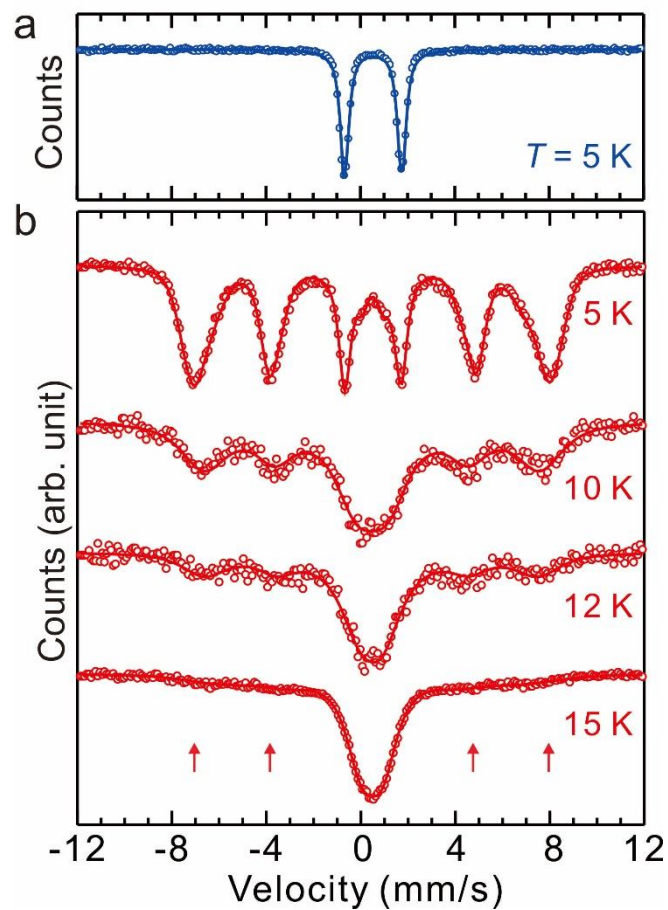 a
Counts
T = 5 K
b
Counts (arb. unit)
5 K
10 K
12 K
15 K
-12 -8 -4 0 4 8 12
Velocity (mm/s)